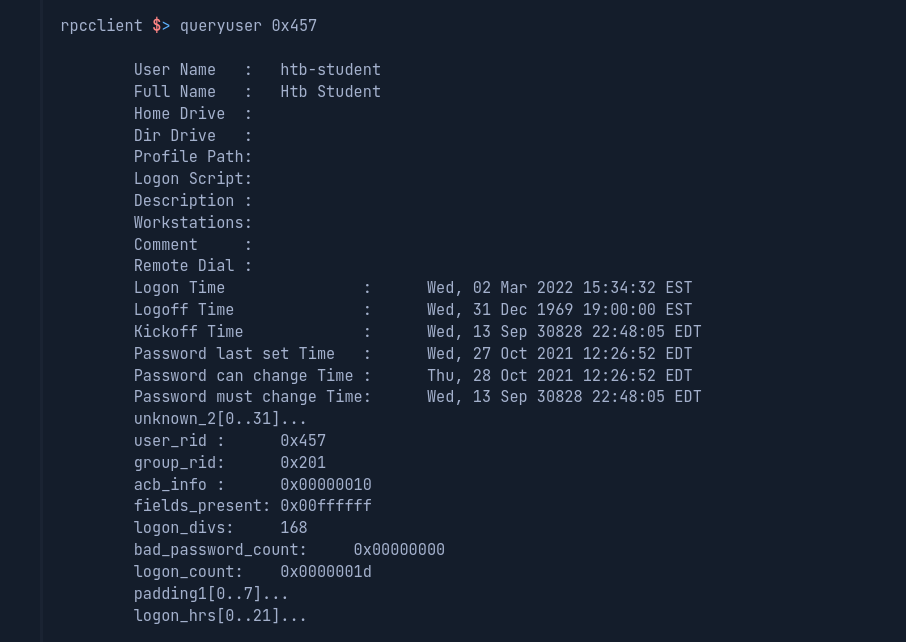 rpcclient $> queryuser 0x457
User Name   :   htb-student
Full Name   :   Htb Student
Home Drive  :
Dir Drive   :
Profile Path:
Logon Script:
Description :
Workstations:
Comment     :
Remote Dial :
Logon Time               :      Wed, 02 Mar 2022 15:34:32 EST
Logoff Time              :      Wed, 31 Dec 1969 19:00:00 EST
Kickoff Time             :      Wed, 13 Sep 30828 22:48:05 EDT
Password last set Time   :      Wed, 27 Oct 2021 12:26:52 EDT
Password can change Time :      Thu, 28 Oct 2021 12:26:52 EDT
Password must change Time:      Wed, 13 Sep 30828 22:48:05 EDT
unknown_2[0..31]...
user_rid :      0x457
group_rid:      0x201
acb_info :      0x00000010
fields_present: 0x00ffffff
logon_divs:     168
bad_password_count:     0x00000000
logon_count:    0x0000001d
padding1[0..7]...
logon_hrs[0..21]...